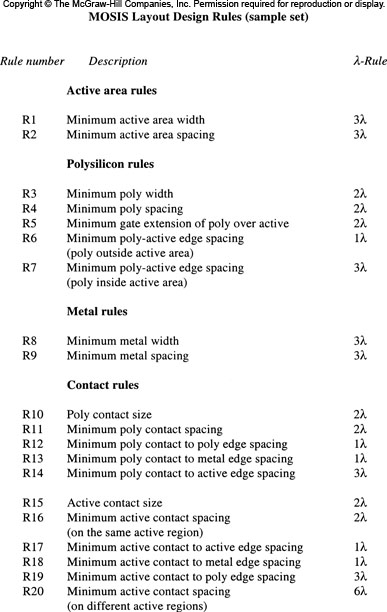 Copyright © The McGraw-Hill Companies, Inc. Permission required for reproduction or display.
MOSIS Layout Design Rules (sample set)
Rule number Description λ-Rule
Active area rules
R1 Minimum active area width 3λ
R2 Minimum active area spacing 3λ
Polysilicon rules
R3 Minimum poly width 2λ
R4 Minimum poly spacing 2λ
R5 Minimum gate extension of poly over active 2λ
R6 Minimum poly-active edge spacing 1λ
(poly outside active area)
R7 Minimum poly-active edge spacing 3λ
(poly inside active area)
Metal rules
R8 Minimum metal width 3λ
R9 Minimum metal spacing 3λ
Contact rules
R10 Poly contact size 2λ
R11 Minimum poly contact spacing 2λ
R12 Minimum poly contact to poly edge spacing 1λ
R13 Minimum poly contact to metal edge spacing 1λ
R14 Minimum poly contact to active edge spacing 3λ
R15 Active contact size 2λ
R16 Minimum active contact spacing 2λ
(on the same active region)
R17 Minimum active contact to active edge spacing 1λ
R18 Minimum active contact to metal edge spacing 1λ
R19 Minimum active contact to poly edge spacing 3λ
R20 Minimum active contact spacing 6λ
(on different active regions)